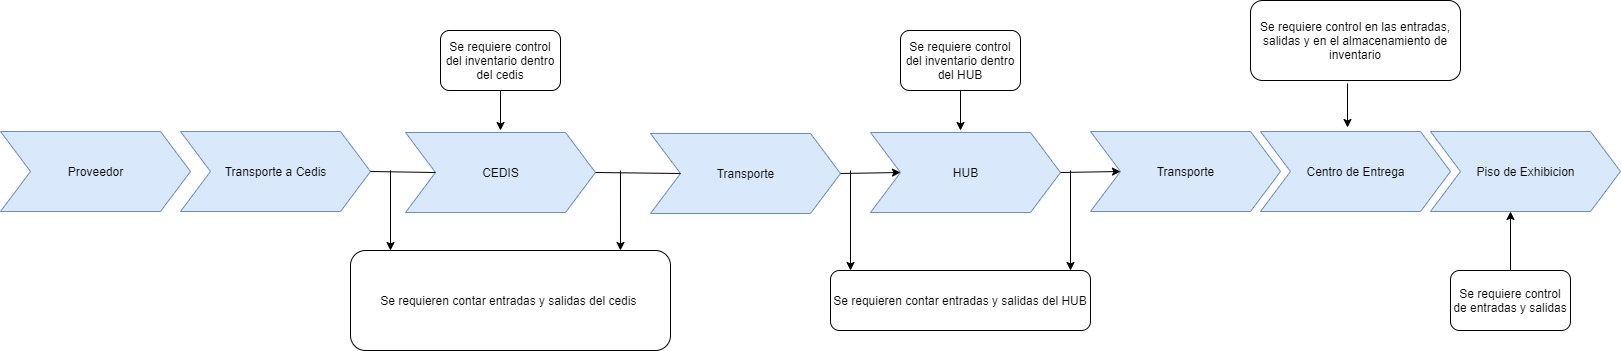 Se requiere control
del inventario dentro
del cedis
Se requiere control
del inventario dentro
del HUB
Se requiere control en las entradas,
salidas y en el almacenamiento de
inventario
Proveedor
Transporte a Cedis
CEDIS
Transporte
HUB
Transporte
Centro de Entrega
Piso de Exhibicion
Se requieren contar entradas y salidas del cedis
Se requieren contar entradas y salidas del HUB
Se requiere control
de entradas y salidas